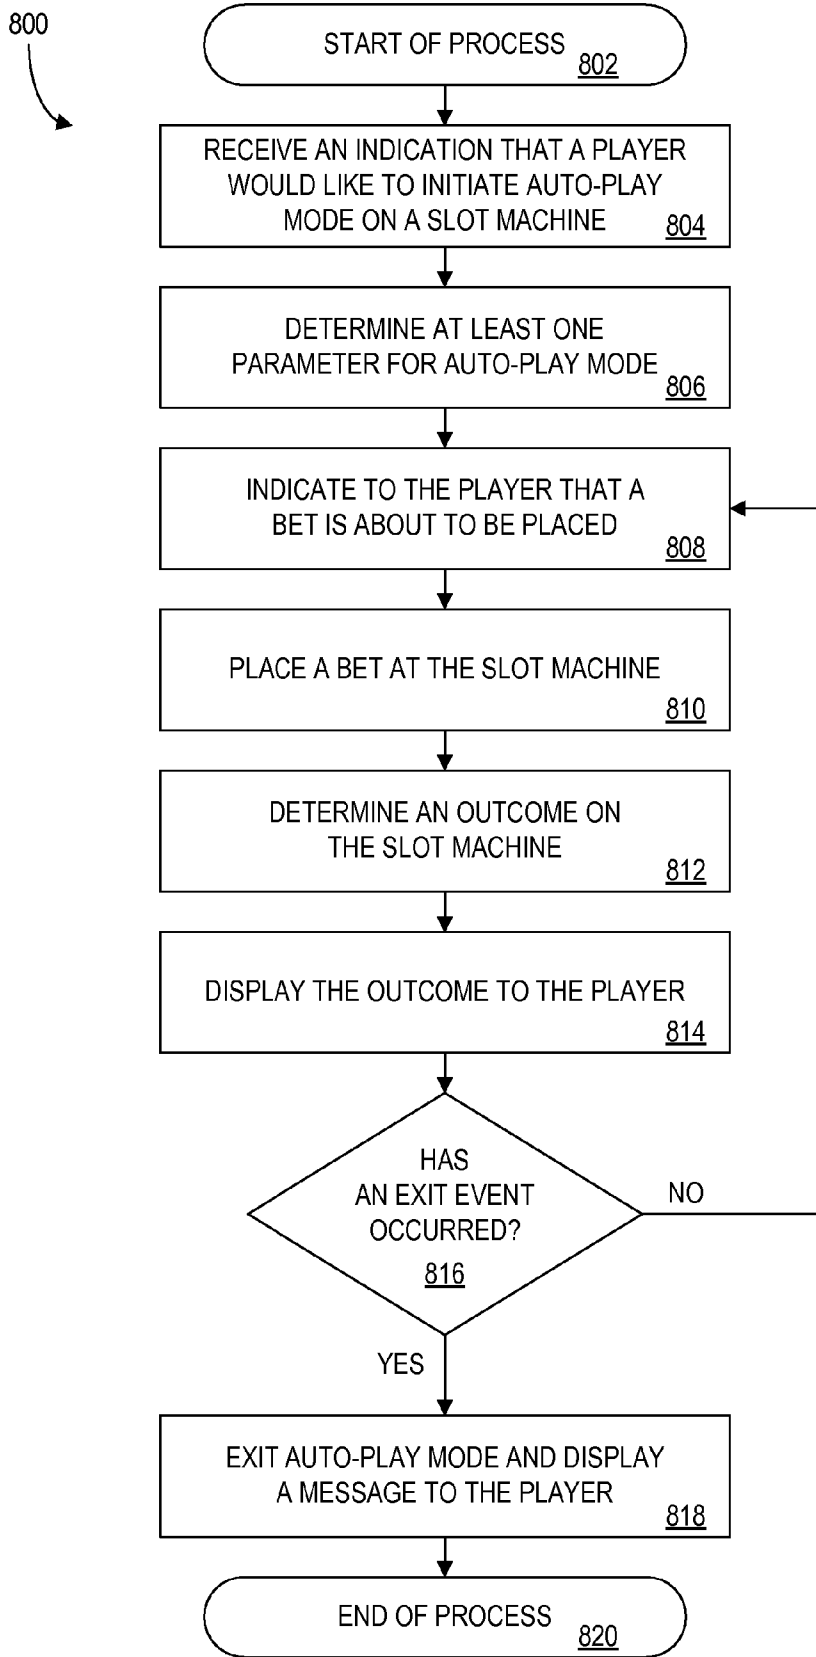 800
START OF PROCESS
802
RECEIVE AN INDICATION THAT A PLAYER
WOULD LIKE TO INITIATE AUTO-PLAY
MODE ON A SLOT MACHINE
804
DETERMINE AT LEAST ONE
PARAMETER FOR AUTO-PLAY MODE
806
INDICATE TO THE PLAYER THAT A
BET IS ABOUT TO BE PLACED
808
PLACE A BET AT THE SLOT MACHINE
810
DETERMINE AN OUTCOME ON
THE SLOT MACHINE
812
DISPLAY THE OUTCOME TO THE PLAYER
814
HAS
AN EXIT EVENT
OCCURRED?
816
NO
YES
EXIT AUTO-PLAY MODE AND DISPLAY
A MESSAGE TO THE PLAYER
818
END OF PROCESS
820